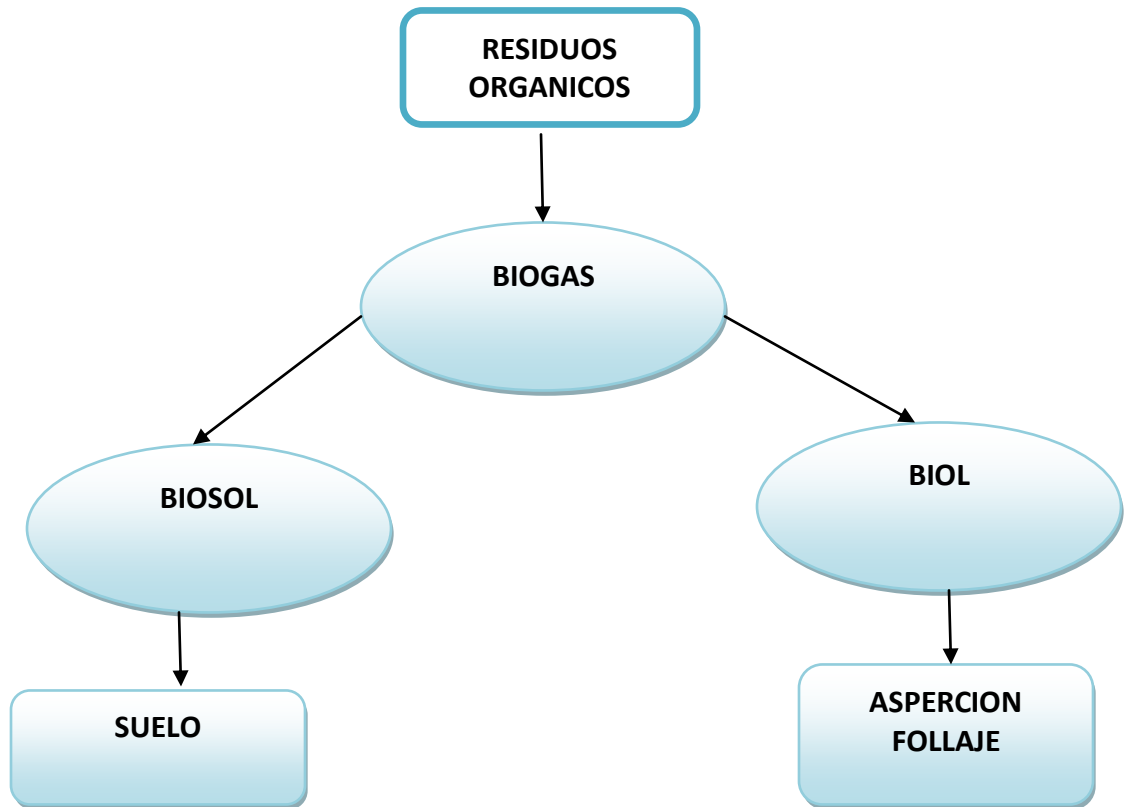 RESIDUOS
ORGANICOS
BIOGAS
BIOSOL
BIOL
SUELO
ASPERCION
FOLLAJE